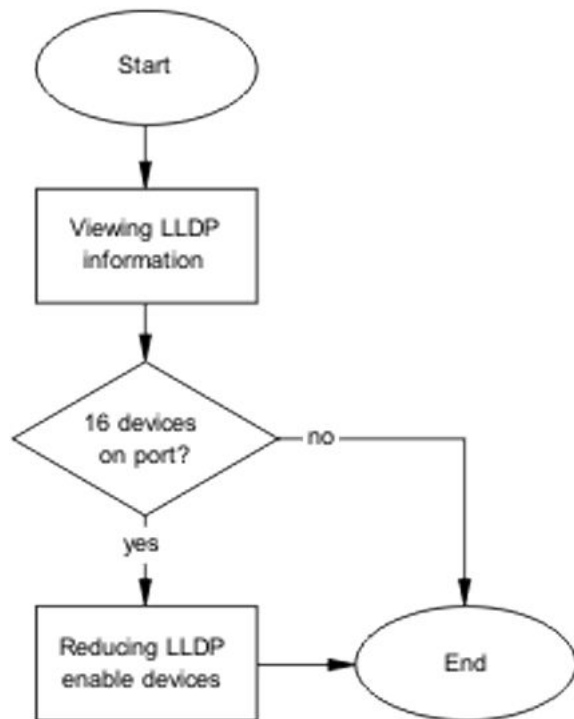 Start
Viewing LLDP
information
16 devices
on port?
no
yes
Reducing LLDP
enable devices
End